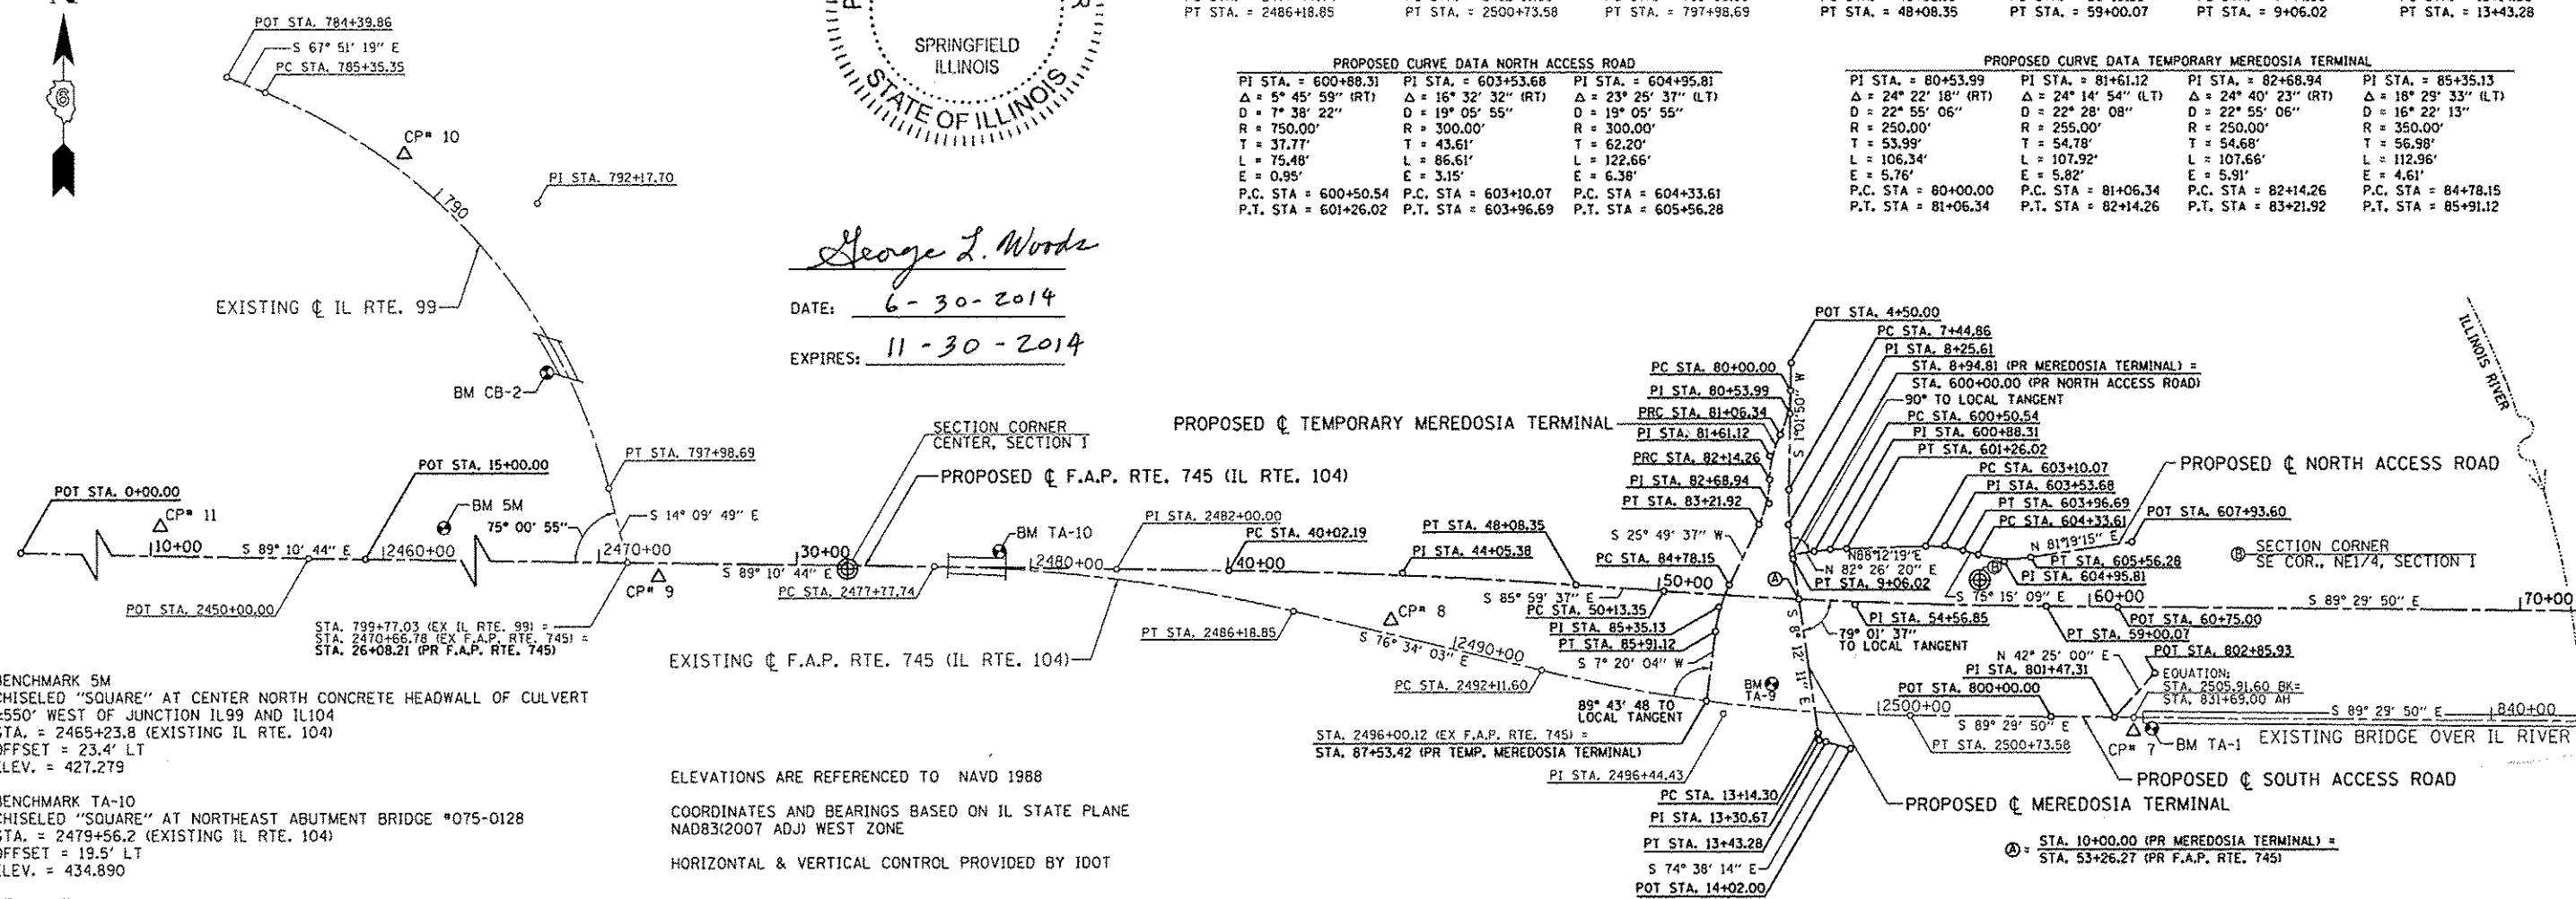 N
SPRINGFIELD
ILLINOIS
STATE OF ILLINOIS
PT STA. = 2486+18.85 PT STA. = 2500+73.58 PT STA. = 797+98.69 PT STA. = 48+08.35 PT STA. = 59+00.07 PT STA. = 9+06.02 PT STA. = 13+43.28
PROPOSED CURVE DATA NORTH ACCESS ROAD
PI STA. = 600+88.31 PI STA. = 603+53.68 PI STA. = 604+95.81
Δ = 5° 45' 59" (RT) Δ = 16° 32' 32" (RT) Δ = 23° 25' 37" (LT)
D = 7° 38' 22" D = 19° 05' 55" D = 19° 05' 55"
R = 750.00' R = 300.00' R = 300.00'
T = 37.77' T = 43.61' T = 62.20'
L = 75.48' L = 86.61' L = 122.66'
E = 0.95' E = 3.15' E = 6.38'
P.C. STA = 600+50.54 P.C. STA = 603+10.07 P.C. STA = 604+33.61
P.T. STA = 601+26.02 P.T. STA = 603+96.69 P.T. STA = 605+56.28
PROPOSED CURVE DATA TEMPORARY MEREDOSIA TERMINAL
PI STA. = 80+53.99 PI STA. = 81+61.12 PI STA. = 82+68.94 PI STA. = 85+35.13
Δ = 24° 22' 18" (RT) Δ = 24° 14' 54" (LT) Δ = 24° 40' 23" (RT) Δ = 18° 29' 33" (LT)
D = 22° 55' 06" D = 22° 28' 08" D = 22° 55' 06" D = 16° 22' 13"
R = 250.00' R = 255.00' R = 250.00' R = 350.00'
T = 53.99' T = 54.78' T = 54.68' T = 56.98'
L = 106.34' L = 107.92' L = 107.66' L = 112.96'
E = 5.76' E = 5.82' E = 5.91' E = 4.61'
P.C. STA = 80+00.00 P.C. STA = 81+06.34 P.C. STA = 82+14.26 P.C. STA = 84+78.15
P.T. STA = 81+06.34 P.T. STA = 82+14.26 P.T. STA = 83+21.92 P.T. STA = 85+91.12
POT STA. 784+39.86
S 67° 51' 19" E
PC STA. 785+35.35
CP# 10
PI STA. 792+17.70
790
EXISTING ℄ IL RTE. 99
BM CB-2
George L. Woods
DATE: 6-30-2014
EXPIRES: 11-30-2014
POT STA. 0+00.00
CP# 11
10+00
S 89° 10' 44" E
POT STA. 15+00.00
2460+00
BM 5M
75° 00' 55"
PT STA. 797+98.69
S 14° 09' 49" E
2470+00
POT STA. 2450+00.00
STA. 799+77.03 (EX IL RTE. 99) =
STA. 2470+66.78 (EX F.A.P. RTE. 745) =
STA. 26+08.21 (PR F.A.P. RTE. 745)
CP# 9
S 89° 10' 44" E
30+00
SECTION CORNER
CENTER, SECTION 1
PROPOSED ℄ F.A.P. RTE. 745 (IL RTE. 104)
BM TA-10
PC STA. 2477+77.74
2480+00
PI STA. 2482+00.00
PC STA. 40+02.19
40+00
PT STA. 2486+18.85
CP# 8
S 76° 34' 03" E
EXISTING ℄ F.A.P. RTE. 745 (IL RTE. 104)
PT STA. 48+08.35
PI STA. 44+05.38
S 85° 59' 37" E
2490+00
PC STA. 2492+11.60
50+00
PC STA. 50+13.35
PROPOSED ℄ TEMPORARY MEREDOSIA TERMINAL
PC STA. 80+00.00
PI STA. 80+53.99
PRC STA. 81+06.34
PI STA. 81+61.12
PRC STA. 82+14.26
PI STA. 82+68.94
PT STA. 83+21.92
S 25° 49' 37" W
PC STA. 84+78.15
PI STA. 85+35.13
PT STA. 85+91.12
S 7° 20' 04" W
89° 43' 48 TO
LOCAL TANGENT
STA. 2496+00.12 (EX F.A.P. RTE. 745) =
STA. 87+53.42 (PR TEMP. MEREDOSIA TERMINAL)
PI STA. 2496+44.43
BM
TA-9
PC STA. 13+14.30
PI STA. 13+30.67
PT STA. 13+43.28
S 74° 38' 14" E
POT STA. 14+02.00
POT STA. 4+50.00
PC STA. 7+44.86
PI STA. 8+25.61
STA. 8+94.81 (PR MEREDOSIA TERMINAL) =
STA. 600+00.00 (PR NORTH ACCESS ROAD)
90° TO LOCAL TANGENT
PC STA. 600+50.54
PI STA. 600+88.31
PT STA. 601+26.02
S 1°01'50" W
PC STA. 603+10.07
PI STA. 603+53.68
PT STA. 603+96.69
PC STA. 604+33.61
PROPOSED ℄ NORTH ACCESS ROAD
POT STA. 607+93.60
N 81°19'15" E
N88°12'19"E
N 82° 26' 20" E
PT STA. 9+06.02
PT STA. 605+56.28
PI STA. 604+95.81
S 75° 15' 09" E
B
B SECTION CORNER
SE COR., NE1/4, SECTION 1
ILLINOIS RIVER
A
S 8° 12' 11" E
79° 01' 37"
TO LOCAL TANGENT
PI STA. 54+56.85
60+00
S 89° 29' 50" E
70+00
POT STA. 60+75.00
PT STA. 59+00.07
N 42° 25' 00" E
POT STA. 802+85.93
PI STA. 801+47.31
POT STA. 800+00.00
EQUATION:
STA. 2505.91.60 BK=
STA. 831+69.00 AH
2500+00
S 89° 29' 50" E
PT STA. 2500+73.58
CP# 7
BM TA-1
S 89° 29' 50" E
840+00
EXISTING BRIDGE OVER IL RIVER
PROPOSED ℄ SOUTH ACCESS ROAD
PROPOSED ℄ MEREDOSIA TERMINAL
A = STA. 10+00.00 (PR MEREDOSIA TERMINAL) =
STA. 53+26.27 (PR F.A.P. RTE. 745)
BENCHMARK 5M
CHISELED "SQUARE" AT CENTER NORTH CONCRETE HEADWALL OF CULVERT
±550' WEST OF JUNCTION IL99 AND IL104
STA. = 2465+23.8 (EXISTING IL RTE. 104)
OFFSET = 23.4' LT
ELEV. = 427.279
BENCHMARK TA-10
CHISELED "SQUARE" AT NORTHEAST ABUTMENT BRIDGE #075-0128
STA. = 2479+56.2 (EXISTING IL RTE. 104)
OFFSET = 19.5' LT
ELEV. = 434.890
ELEVATIONS ARE REFERENCED TO NAVD 1988
COORDINATES AND BEARINGS BASED ON IL STATE PLANE
NAD83(2007 ADJ) WEST ZONE
HORIZONTAL & VERTICAL CONTROL PROVIDED BY IDOT